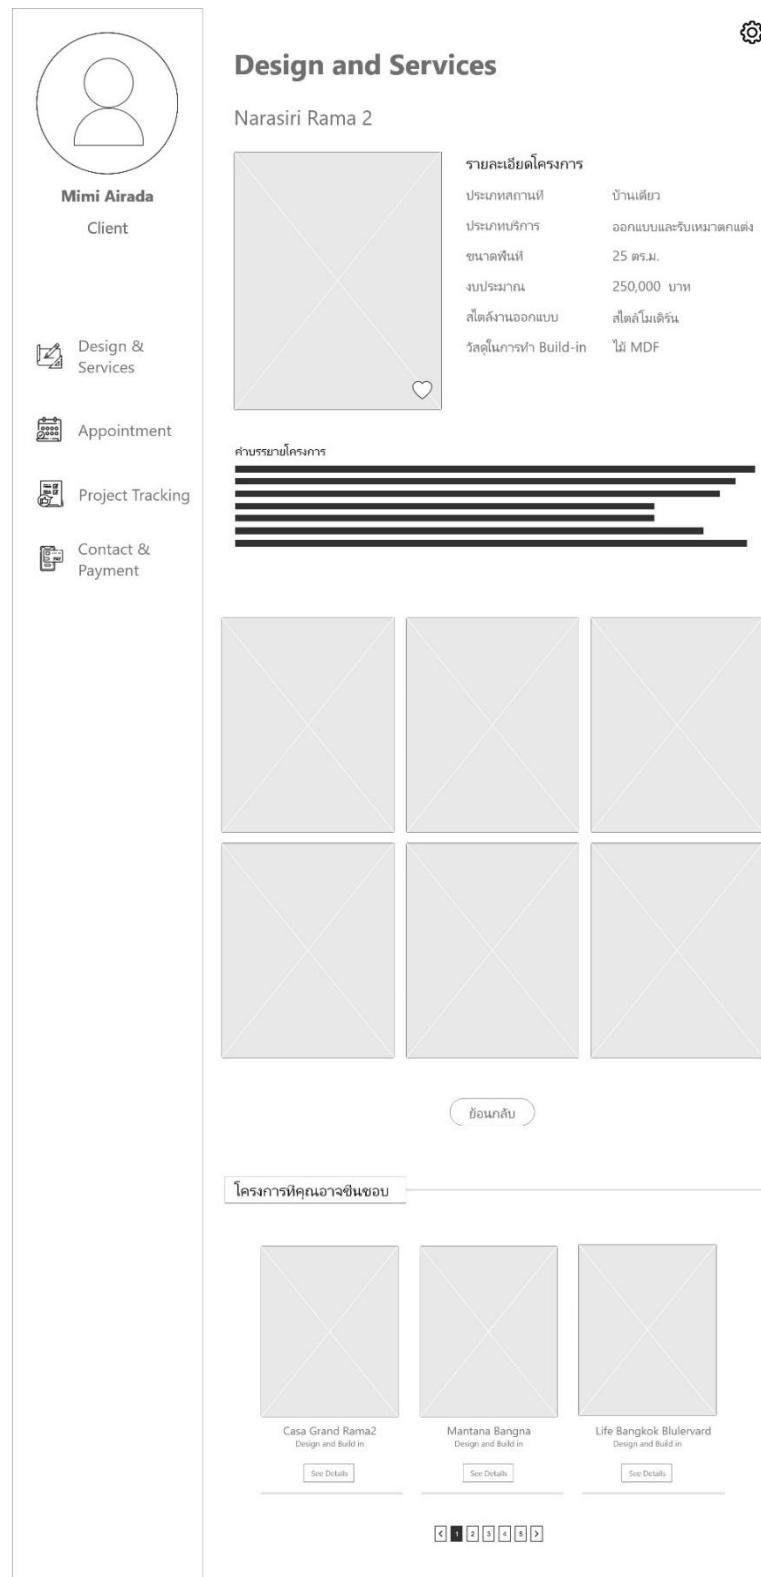 Design and Services
Narasiri Rama 2
Mimi Airada
Client
Design &
Services
Appointment
Project Tracking
Contact &
Payment
รายละเอียดโครงการ
ประเภทสถานที่ บ้านเดี่ยว
ประเภทบริการ ออกแบบและรับเหมาตกแต่ง
ขนาดพื้นที่ 25 ตร.ม.
งบประมาณ 250,000 บาท
สไตล์งานออกแบบ สไตล์โมเดิร์น
วัสดุในการทำ Build-in ไม้ MDF
คำบรรยายโครงการ
ย้อนกลับ
โครงการที่คุณอาจชื่นชอบ
Casa Grand Rama2
Design and Build in
See Details
Mantana Bangna
Design and Build in
See Details
Life Bangkok Blulervard
Design and Build in
See Details
< 1 2 3 4 5 >